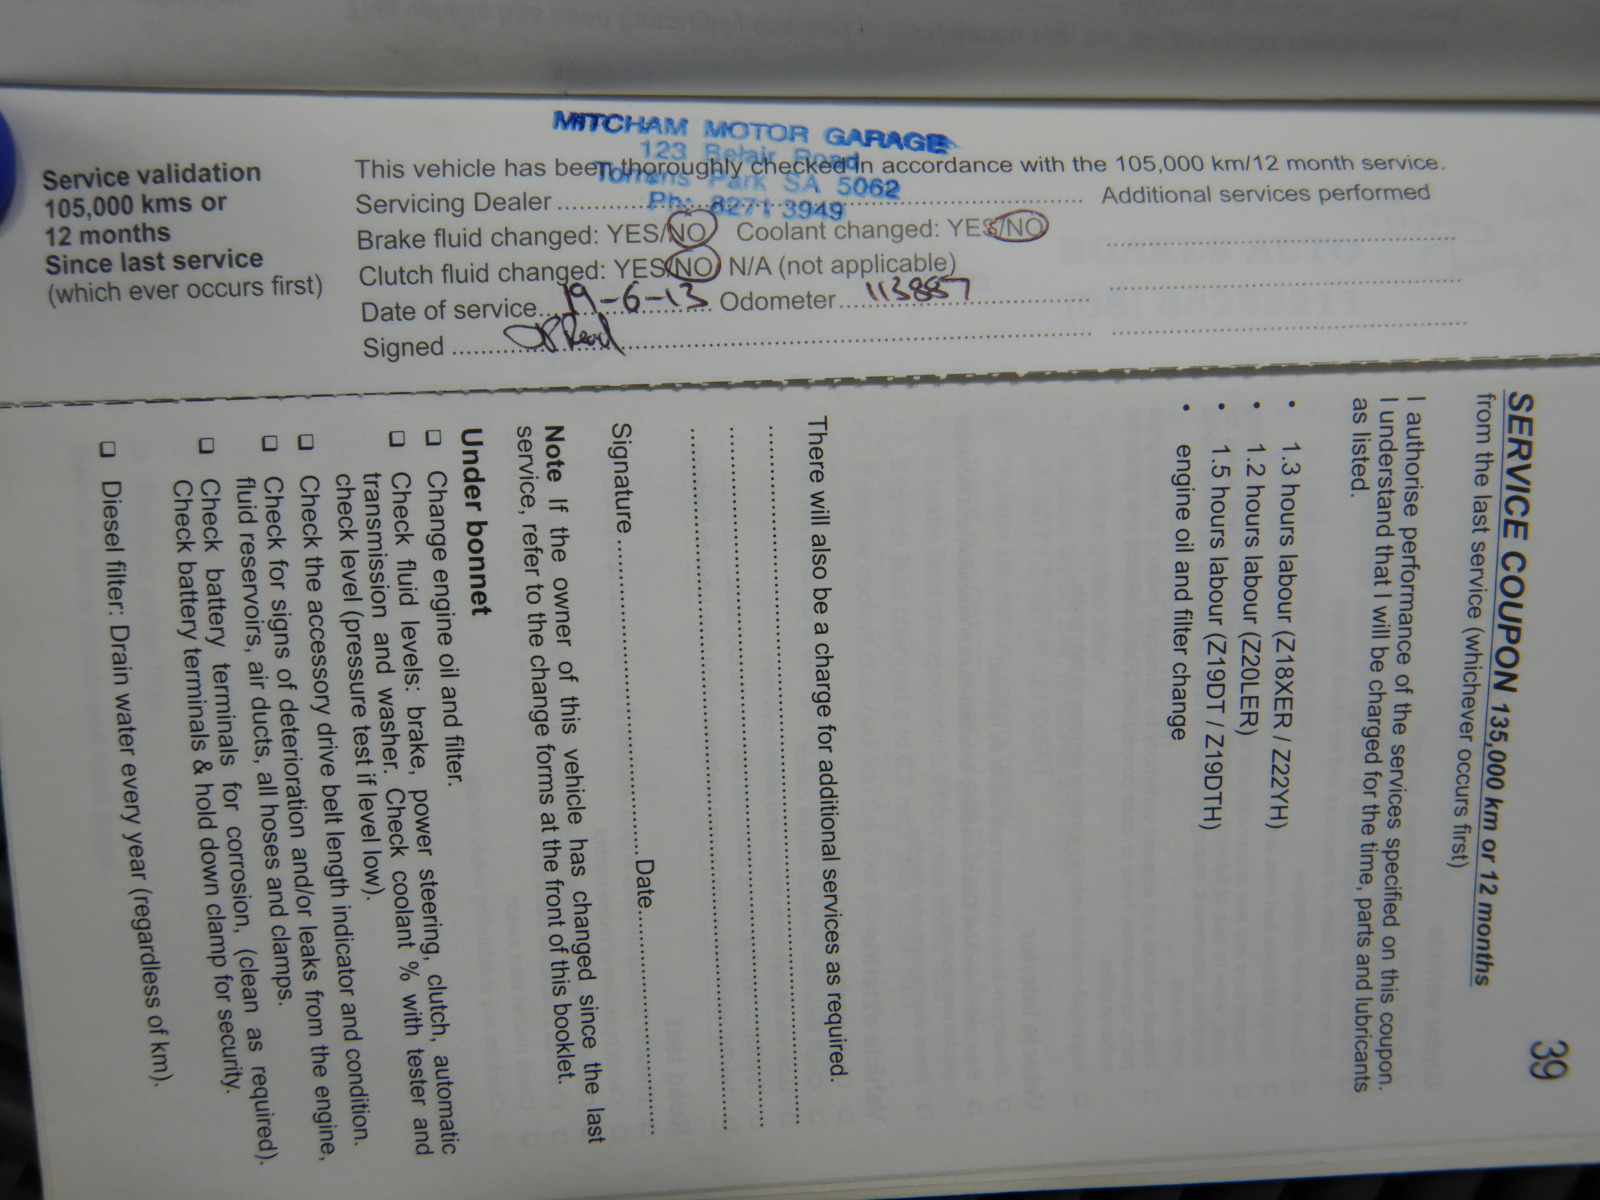 MITCHAM MOTOR GARAGE
123 Belair Road
Torrens Park SA 5062
Ph: 8271 3949
Service validation
105,000 kms or
12 months
Since last service
(which ever occurs first)
This vehicle has been thoroughly checked in accordance with the 105,000 km/12 month service.
Servicing Dealer ........................................ Additional services performed
Brake fluid changed: YES/NO Coolant changed: YES/NO
Clutch fluid changed: YES/NO N/A (not applicable)
Date of service... 19-6-13 Odometer... 113887
Signed ........................................
39
SERVICE COUPON 135,000 km or 12 months
from the last service (whichever occurs first)
I authorise performance of the services specified on this coupon.
I understand that I will be charged for the time, parts and lubricants
as listed.
• 1.3 hours labour (Z18XER / Z22YH)
• 1.2 hours labour (Z20LER)
• 1.5 hours labour (Z19DT / Z19DTH)
• engine oil and filter change
There will also be a charge for additional services as required.
Signature ........................................ Date........................................
Note If the owner of this vehicle has changed since the last
service, refer to the change forms at the front of this booklet.
Under bonnet
❑ Change engine oil and filter.
❑ Check fluid levels: brake, power steering, clutch, automatic
transmission and washer. Check coolant % with tester and
check level (pressure test if level low).
❑ Check the accessory drive belt length indicator and condition.
❑ Check for signs of deterioration and/or leaks from the engine,
fluid reservoirs, air ducts, all hoses and clamps.
❑ Check battery terminals for corrosion, (clean as required).
Check battery terminals & hold down clamp for security.
❑ Diesel filter: Drain water every year (regardless of km).